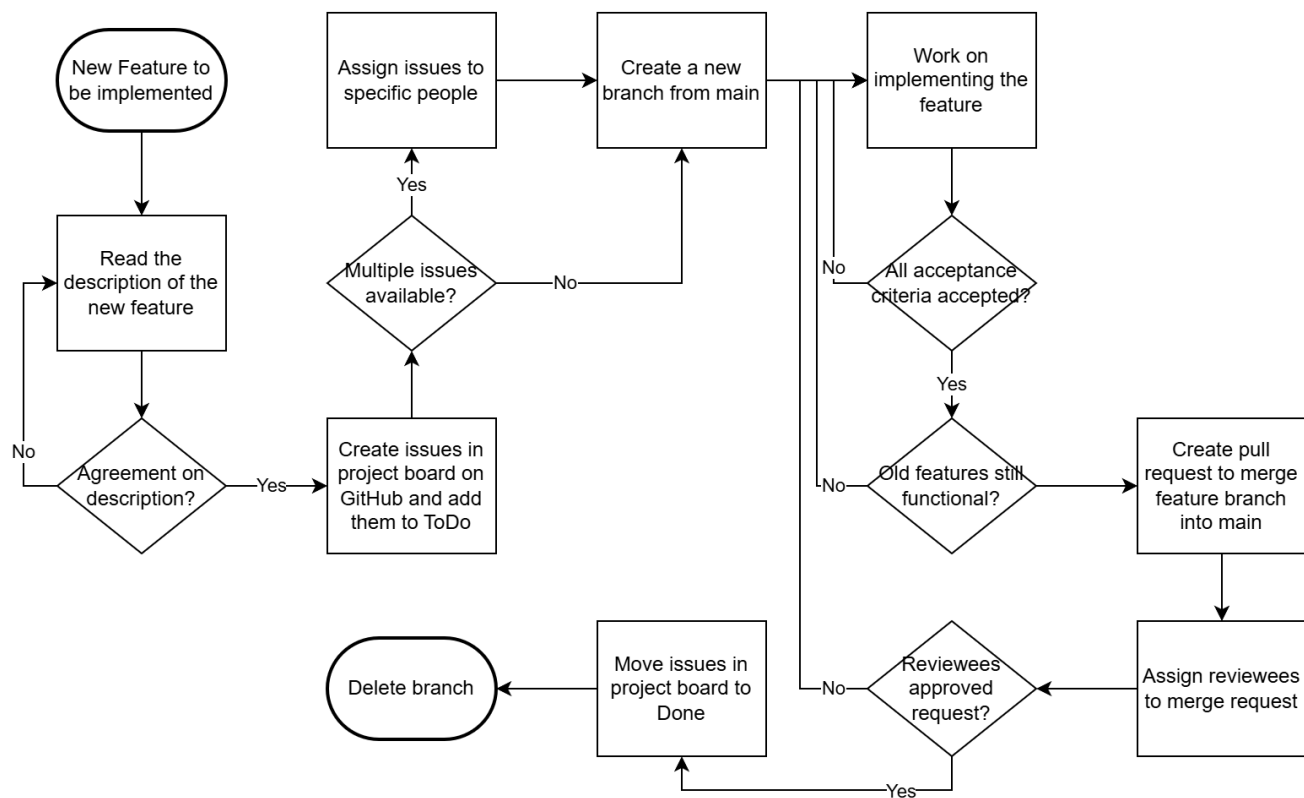 New Feature to
be implemented
Read the
description of the
new feature
No
Agreement on
description?
Yes
Create issues in
project board on
GitHub and add
them to ToDo
Multiple issues
available?
Yes
No
Assign issues to
specific people
Create a new
branch from main
Work on
implementing the
feature
All acceptance
criteria accepted?
No
Yes
Old features still
functional?
No
Create pull
request to merge
feature branch
into main
Assign reviewees
to merge request
Reviewees
approved
request?
No
Yes
Move issues in
project board to
Done
Delete branch